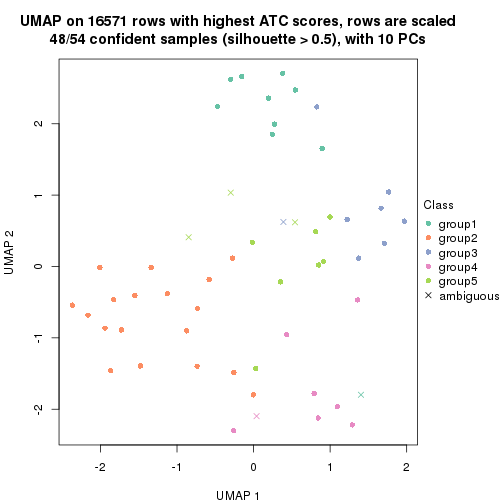 UMAP on 16571 rows with highest ATC scores, rows are scaled
48/54 confident samples (silhouette > 0.5), with 10 PCs
2
1
0
-1
-2
UMAP 2
-2
-1
0
1
2
UMAP 1
Class
group1
group2
group3
group4
group5
ambiguous